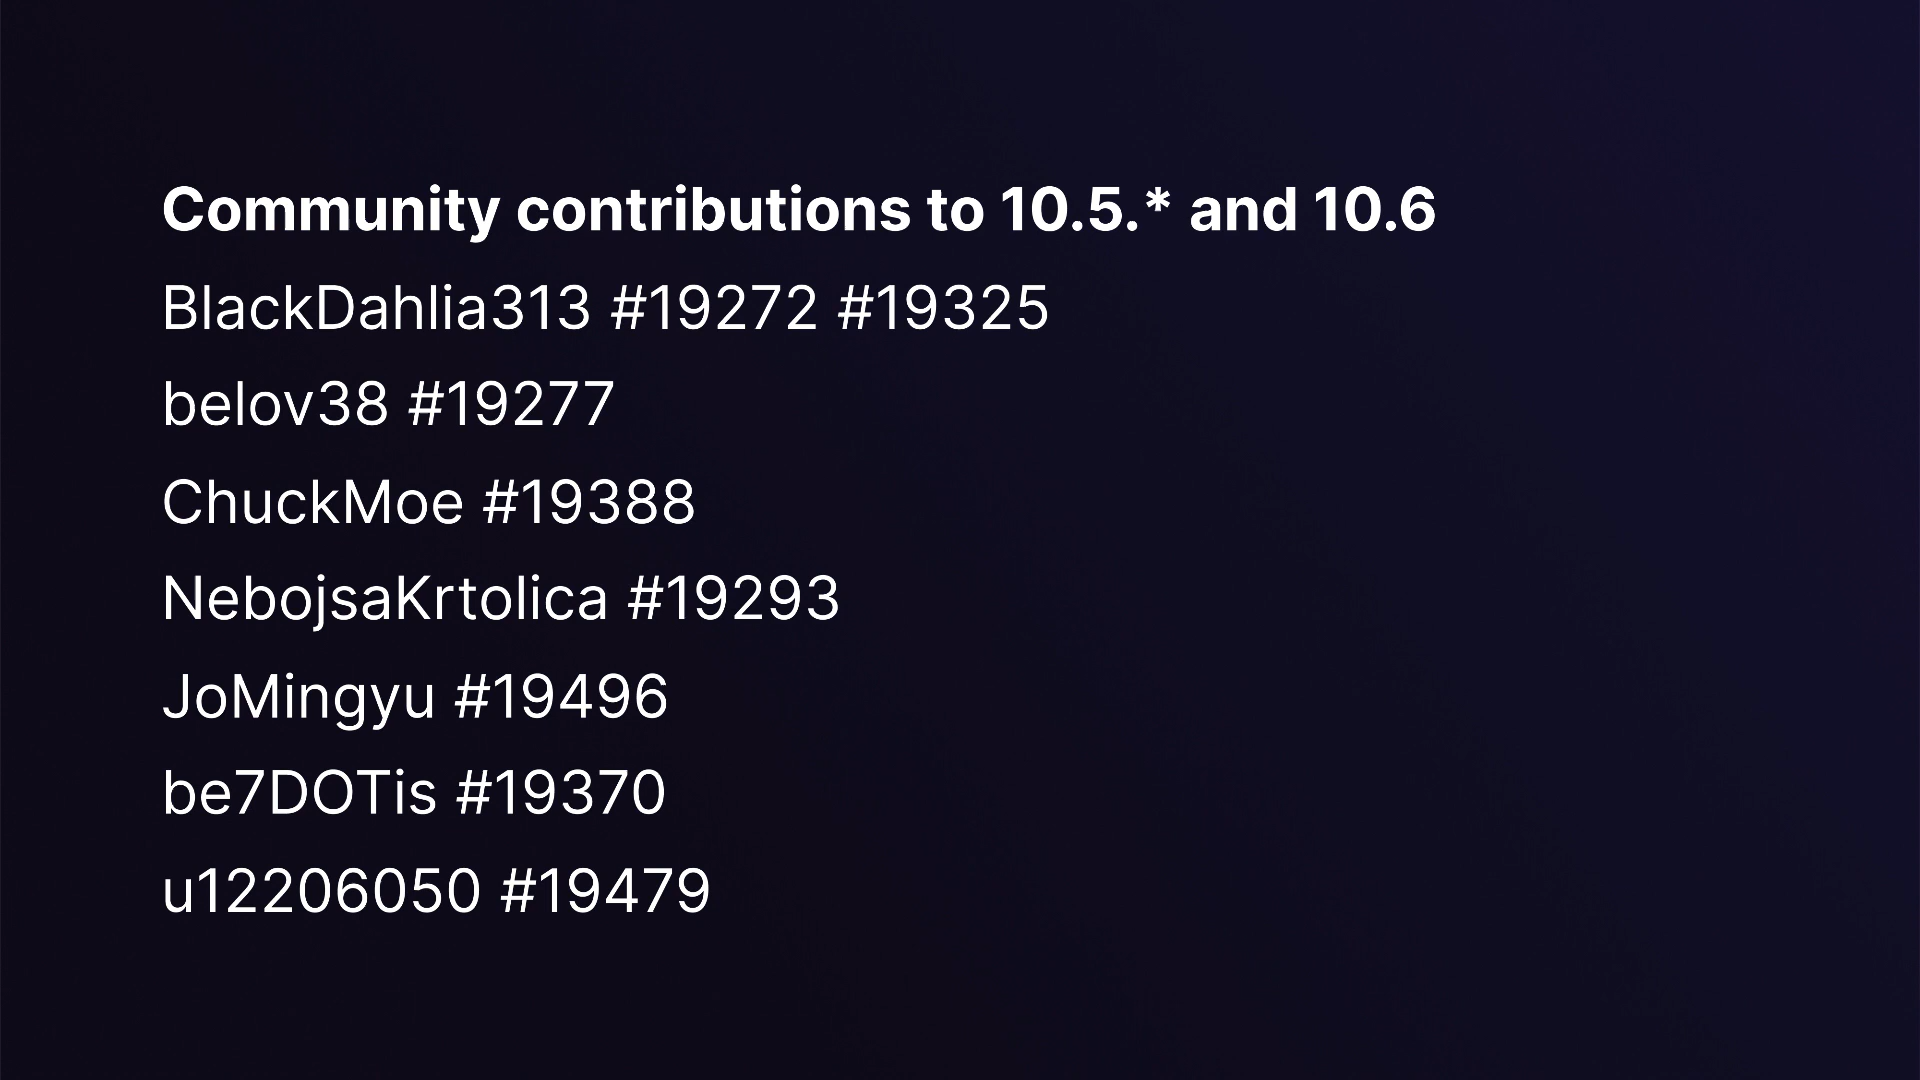 Community contributions to 10.5.* and 10.6
BlackDahlia313 #19272 #19325
belov38 #19277
ChuckMoe #19388
NebojsaKrtolica #19293
JoMingyu #19496
be7DOTis #19370
u12206050 #19479